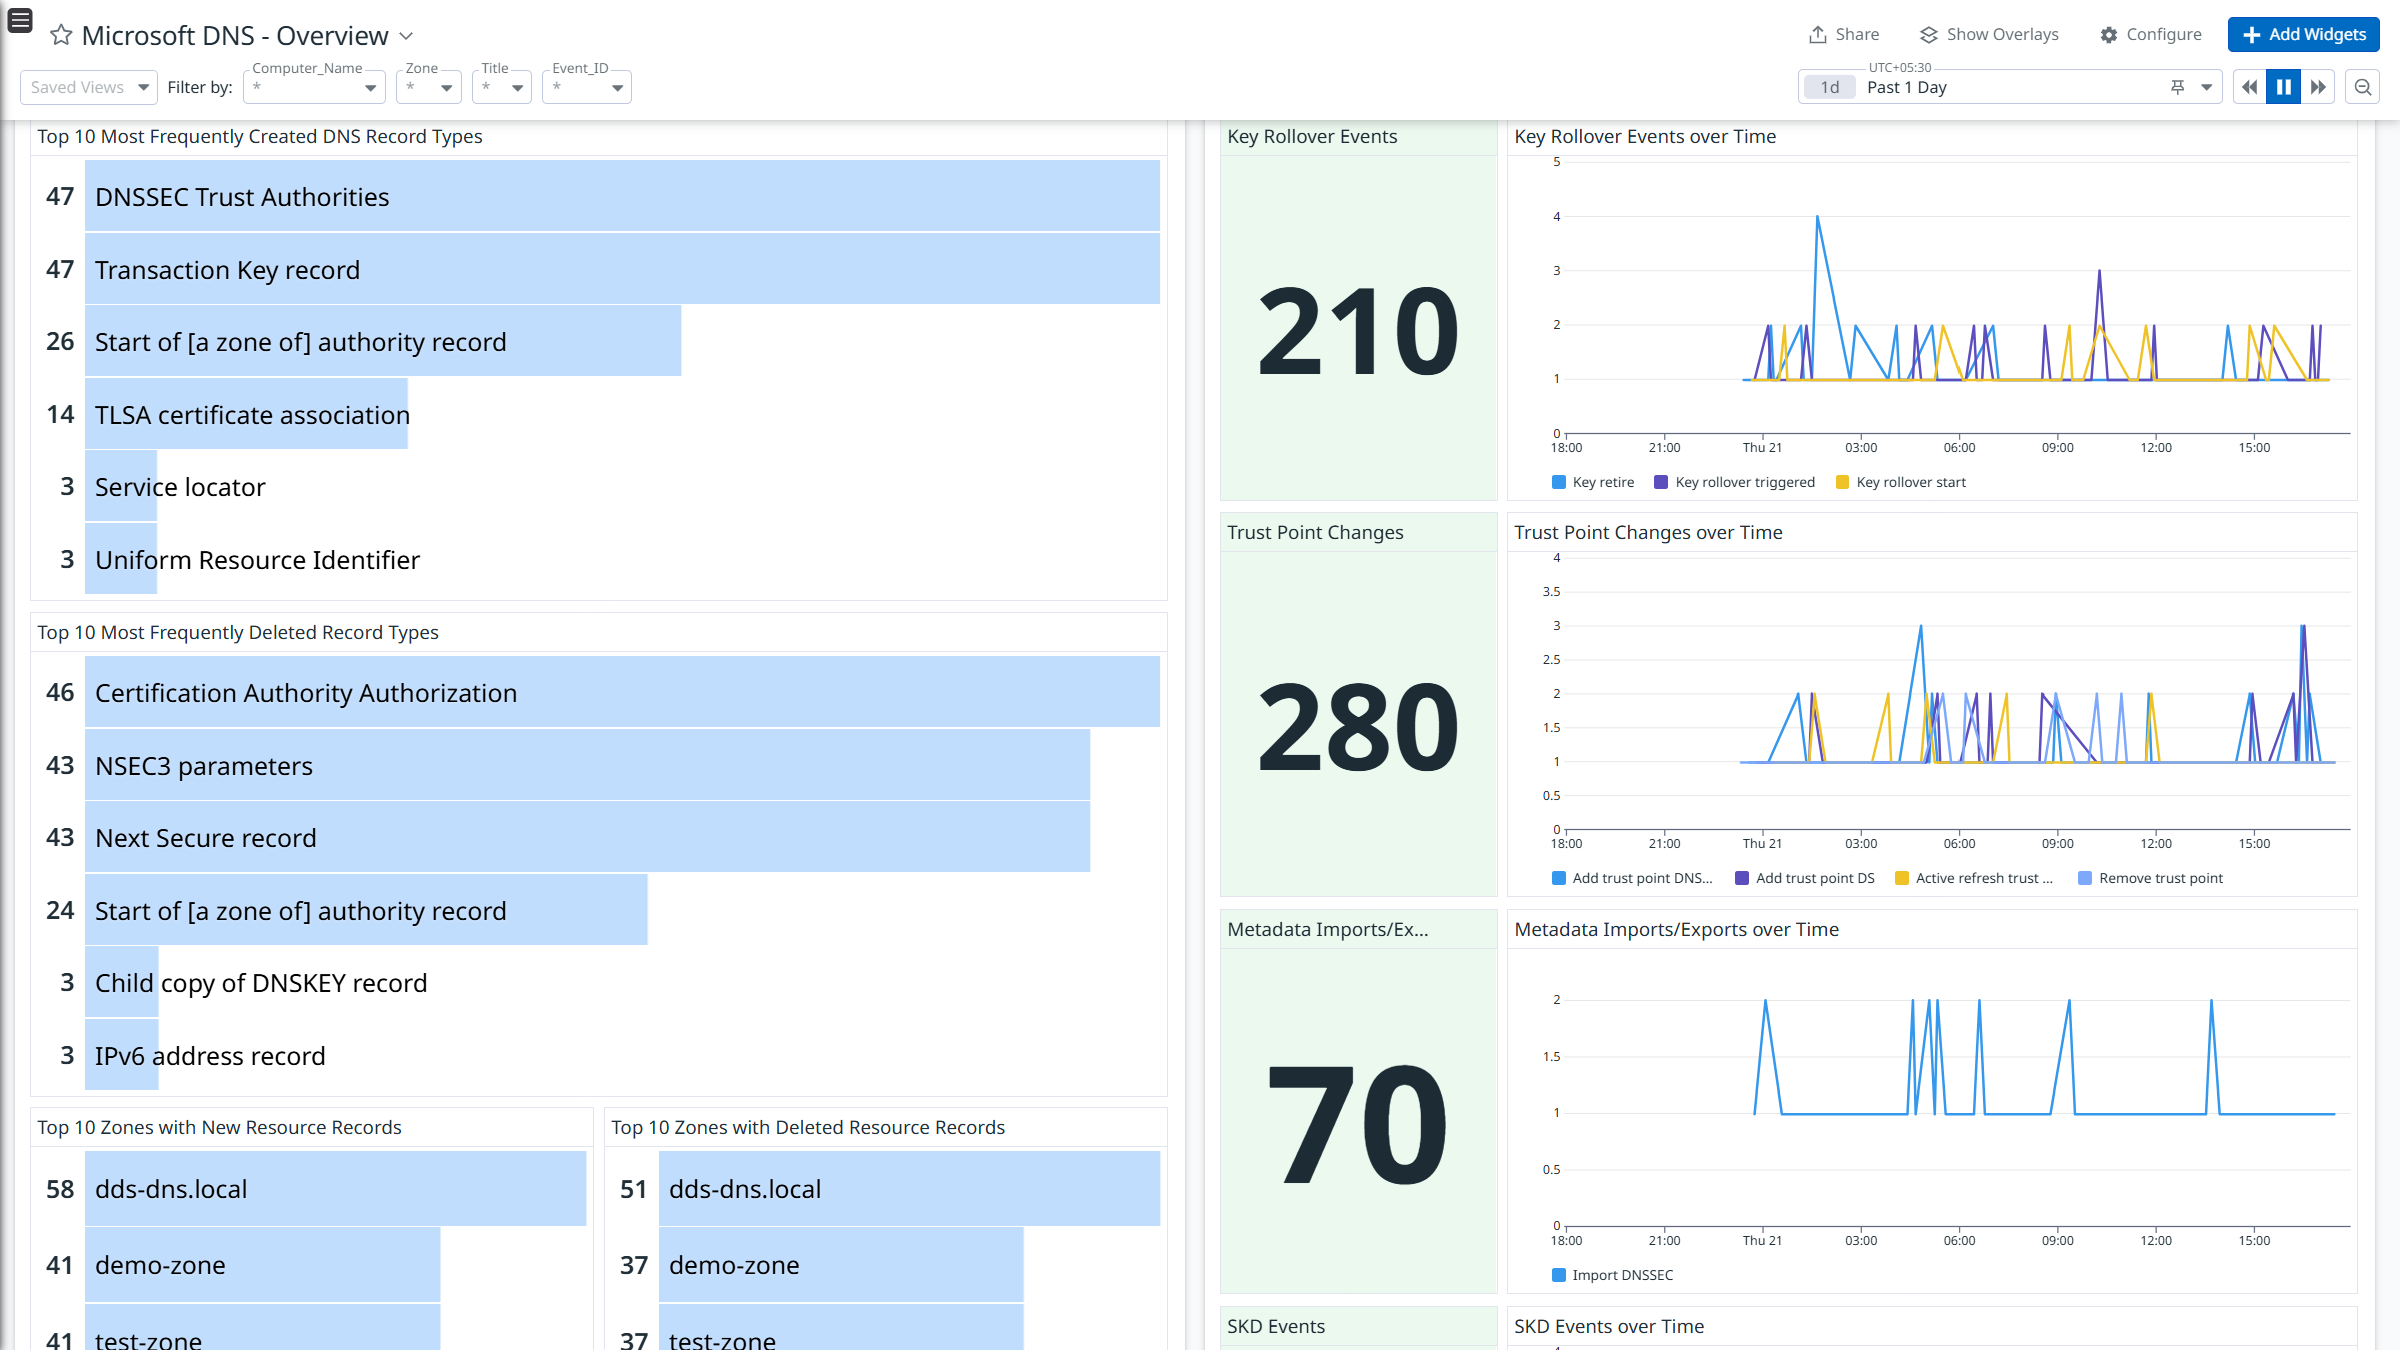 Microsoft DNS - Overview
Share
Show Overlays
Configure
Add Widgets
Saved Views
Filter by:
Computer_Name
*
Zone
*
Title
*
Event_ID
*
UTC+05:30
1d
Past 1 Day
Top 10 Most Frequently Created DNS Record Types
47 DNSSEC Trust Authorities
47 Transaction Key record
26 Start of [a zone of] authority record
14 TLSA certificate association
3 Service locator
3 Uniform Resource Identifier
Top 10 Most Frequently Deleted Record Types
46 Certification Authority Authorization
43 NSEC3 parameters
43 Next Secure record
24 Start of [a zone of] authority record
3 Child copy of DNSKEY record
3 IPv6 address record
Top 10 Zones with New Resource Records
58 dds-dns.local
41 demo-zone
41 test-zone
Top 10 Zones with Deleted Resource Records
51 dds-dns.local
37 demo-zone
37 test-zone
Key Rollover Events
210
Key Rollover Events over Time
5
4
3
2
1
0
18:00 21:00 Thu 21 03:00 06:00 09:00 12:00 15:00
Key retire Key rollover triggered Key rollover start
Trust Point Changes
280
Trust Point Changes over Time
4
3.5
3
2.5
2
1.5
1
0.5
0
18:00 21:00 Thu 21 03:00 06:00 09:00 12:00 15:00
Add trust point DNS... Add trust point DS Active refresh trust ... Remove trust point
Metadata Imports/Ex...
70
Metadata Imports/Exports over Time
2
1.5
1
0.5
0
18:00 21:00 Thu 21 03:00 06:00 09:00 12:00 15:00
Import DNSSEC
SKD Events
SKD Events over Time